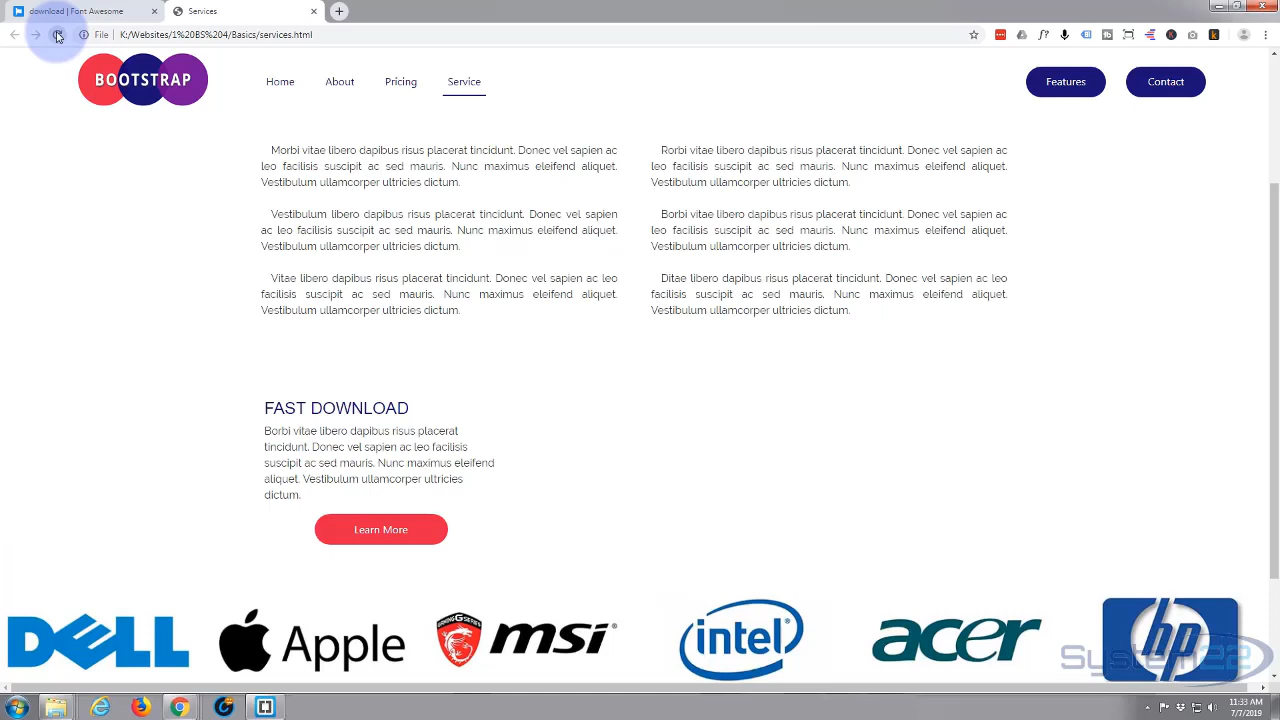 download | Font Awesome
Services
File
K:/Websites/1%20BS%204/Basics/services.html
BOOTSTRAP
Home
About
Pricing
Service
Features
Contact
Morbi vitae libero dapibus risus placerat tincidunt. Donec vel sapien ac
leo facilisis suscipit ac sed mauris. Nunc maximus eleifend aliquet.
Vestibulum ullamcorper ultricies dictum.
Vestibulum libero dapibus risus placerat tincidunt. Donec vel sapien
ac leo facilisis suscipit ac sed mauris. Nunc maximus eleifend aliquet.
Vestibulum ullamcorper ultricies dictum.
Vitae libero dapibus risus placerat tincidunt. Donec vel sapien ac leo
facilisis suscipit ac sed mauris. Nunc maximus eleifend aliquet.
Vestibulum ullamcorper ultricies dictum.
Rorbi vitae libero dapibus risus placerat tincidunt. Donec vel sapien ac
leo facilisis suscipit ac sed mauris. Nunc maximus eleifend aliquet.
Vestibulum ullamcorper ultricies dictum.
Borbi vitae libero dapibus risus placerat tincidunt. Donec vel sapien ac
leo facilisis suscipit ac sed mauris. Nunc maximus eleifend aliquet.
Vestibulum ullamcorper ultricies dictum.
Ditae libero dapibus risus placerat tincidunt. Donec vel sapien ac leo
facilisis suscipit ac sed mauris. Nunc maximus eleifend aliquet.
Vestibulum ullamcorper ultricies dictum.
FAST DOWNLOAD
Borbi vitae libero dapibus risus placerat
tincidunt. Donec vel sapien ac leo facilisis
suscipit ac sed mauris. Nunc maximus eleifend
aliquet. Vestibulum ullamcorper ultricies
dictum.
Learn More
DELL
Apple
GAMING G SERIES
msi
intel
acer
hp
System22
11:33 AM
7/7/2019